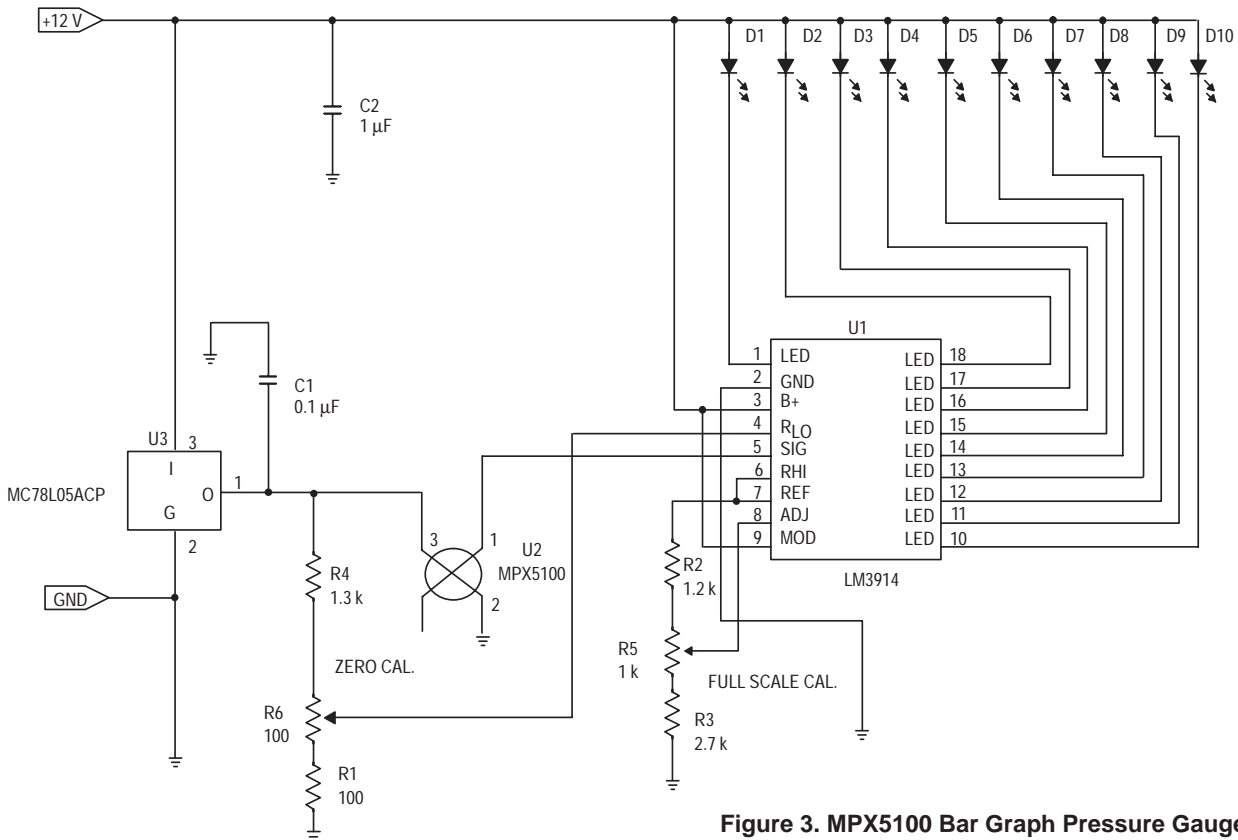 +12 V
D1 D2 D3 D4 D5 D6 D7 D8 D9 D10
C2
1 µF
U1
1 LED LED 18
2 GND LED 17
3 B+ LED 16
4 RLO LED 15
5 SIG LED 14
6 RHI LED 13
7 REF LED 12
8 ADJ LED 11
9 MOD LED 10
LM3914
C1
0.1 µF
U3 3
I
MC78L05ACP
O 1
G
2
GND
R4
1.3 k
3 1
U2
MPX5100
2
R2
1.2 k
ZERO CAL.
R5
1 k
FULL SCALE CAL.
R6
100
R3
2.7 k
R1
100
Figure 3. MPX5100 Bar Graph Pressure Gauge